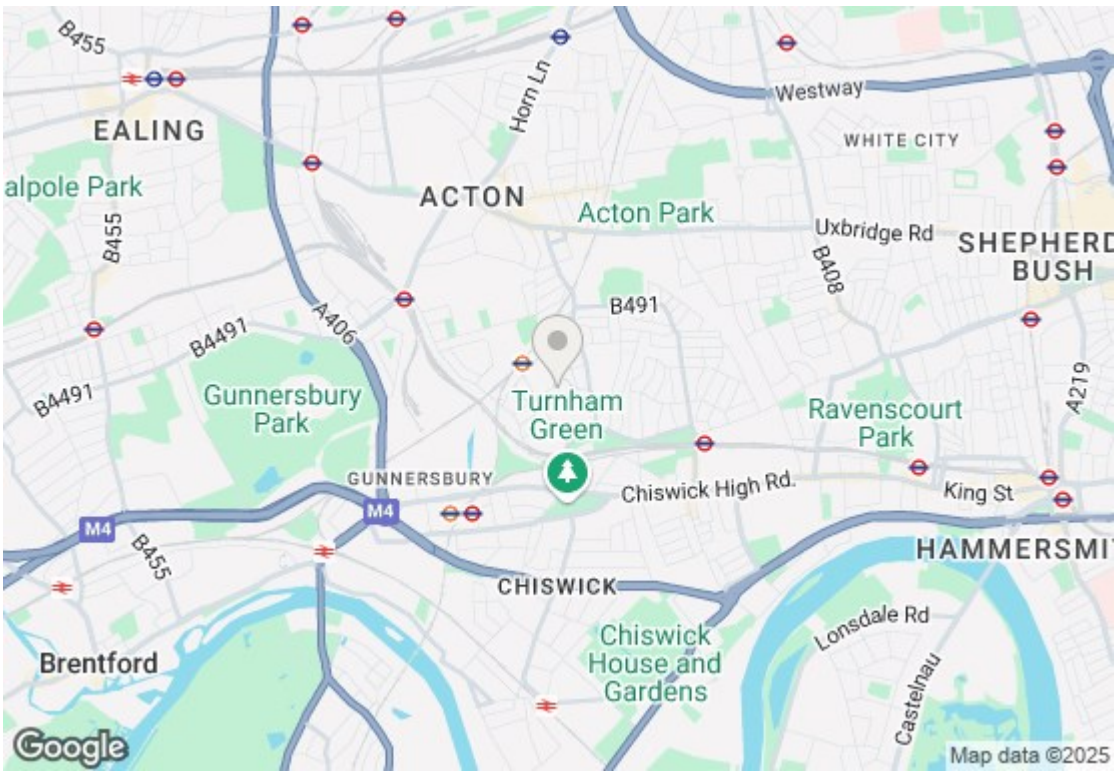 B455
Horn Ln
Westway
EALING
WHITE CITY
alpole Park
ACTON
Acton Park
B455
Uxbridge Rd
SHEPHERD
BUSH
B408
B491
A406
B4491
A219
B4491
Gunnersbury
Park
Turnham
Green
Ravenscourt
Park
GUNNERSBURY
Chiswick High Rd.
King St
M4
M4
B455
HAMMERSMI
CHISWICK
Lonsdale Rd
Chiswick
House and
Gardens
Brentford
Castelnau
Google
Map data ©2025